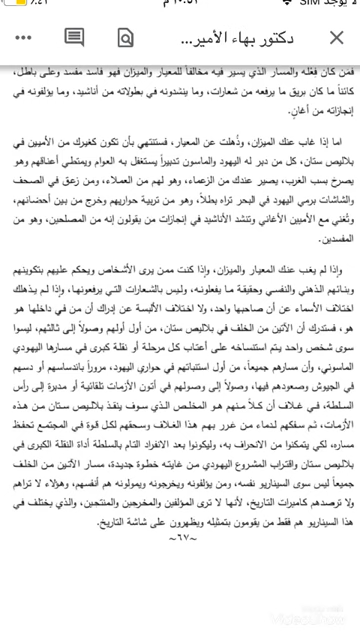 لا يوجد SIM
١٠:٥١ م
٪٤١
دكتور بهاء الأمير...
فمن كان فعله والمسار الذي يسير فيه مخالفاً للمعيار والميزان فهو فاسد مفسد وعلى باطل،
كائناً ما كان بريق ما يرفعه من شعارات، وما ينشدونه في بطولاته من أناشيد، وما يؤلفونه في
إنجازاته من أغانٍ.
اما إذا غاب عنك الميزان، وذُهلت عن المعيار، فستنتهي بأن تكون كغيرك من الأميين في
بلاليص ستان، كل من دبر له اليهود والماسون تدبيراً يستغفل به العوام ويمتطي أعناقهم وهو
يصرخ بسب الغرب، يصير عندك من الزعماء، وهو لهم من العملاء، ومن زعق في الصحف
والشاشات برمي اليهود في البحر تراه بطلاً، وهو من تربية حواريهم وخرج من بين أحضانهم،
وتُغني مع الأميين الأغاني وتنشد الأناشيد في إنجازات من يقولون إنه من المصلحين، وهو من
المفسدين.
وإذا لم يغب عنك المعيار والميزان، وإذا كنت ممن يرى الأشخاص ويحكم عليهم بتكوينهم
وبنائهم الذهني والنفسي وحقيقة ما يفعلونه، وليس بالشعارات التي يرفعونها، وإذا لم يذهلك
اختلاف الأسماء عن أن صاحبها واحد، ولا اختلاف الألبسة عن إدراك أن من في داخلها هو
هو، فستدرك أن الآتين من الخلف في بلاليص ستان، من أول أولهم وصولاً إلى ثالثهم، ليسوا
سوى شخص واحد يتم استنساخه على أعتاب كل مرحلة أو نقلة كبرى في مسارها اليهودي
الماسوني، وأن مسارهم جميعاً، من أول استنباتهم في حواري اليهود، مروراً باندساسهم أو دسهم
في الجيوش وصعودهم فيها، وصولاً إلى وصولهم في أتون الأزمات تلقائية أو مدبرة إلى رأس
السلطة، في غلاف أن كلاً منهم هو المخلص الذي سوف ينقذ بلاليص ستان من هذه
الأزمات، ثم سفكهم لدماء من غرر بهم هذا الغلاف وسحقهم لكل قوة في المجتمع تحفظ
مساره، لكي يتمكنوا من الانحراف به، وليكونوا بعد الانفراد التام بالسلطة أداة النقلة الكبرى في
بلاليص ستان واقتراب المشروع اليهودي من غايته خطوة جديدة، مسار الآتين من الخلف
جميعاً ليس سوى السيناريو نفسه، ومن يؤلفونه ويخرجونه ويمولونه هم أنفسهم، وهؤلاء لا تراهم
ولا ترصدهم كاميرات التاريخ، لأنها لا ترى المؤلفين والمخرجين والمنتجين، والذي يختلف في
هذا السيناريو هم فقط من يقومون بتمثيله ويظهرون على شاشة التاريخ.
~٦٧~
VideoShow